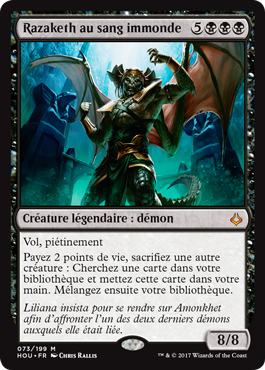 Razaketh au sang immonde 5
Créature légendaire : démon
Vol, piétinement
Payez 2 points de vie, sacrifiez une autre
créature : Cherchez une carte dans votre
bibliothèque et mettez cette carte dans votre
main. Mélangez ensuite votre bibliothèque.
Liliana insista pour se rendre sur Amonkhet
afin d'affronter l'un des deux derniers démons
auxquels elle était liée.
8/8
073/199 M
HOU • FR Chris Rallis
™ & © 2017 Wizards of the Coast